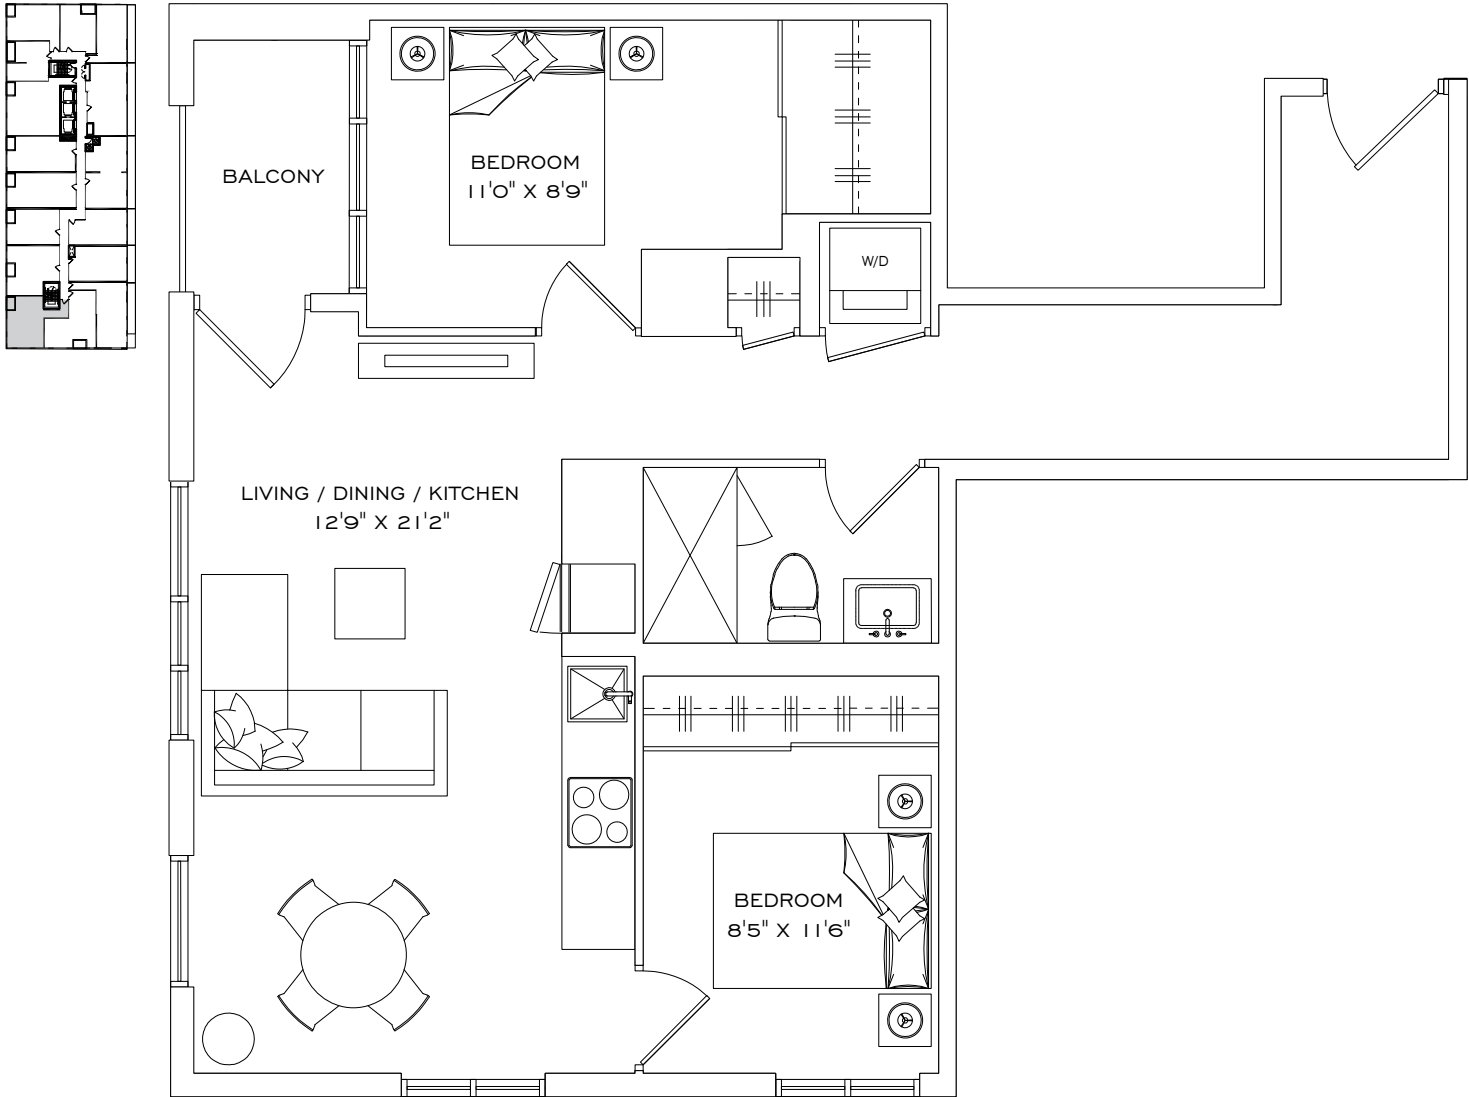 BALCONY
BEDROOM
11'0" X 8'9"
W/D
LIVING / DINING / KITCHEN
12'9" X 21'2"
BEDROOM
8'5" X 11'6"